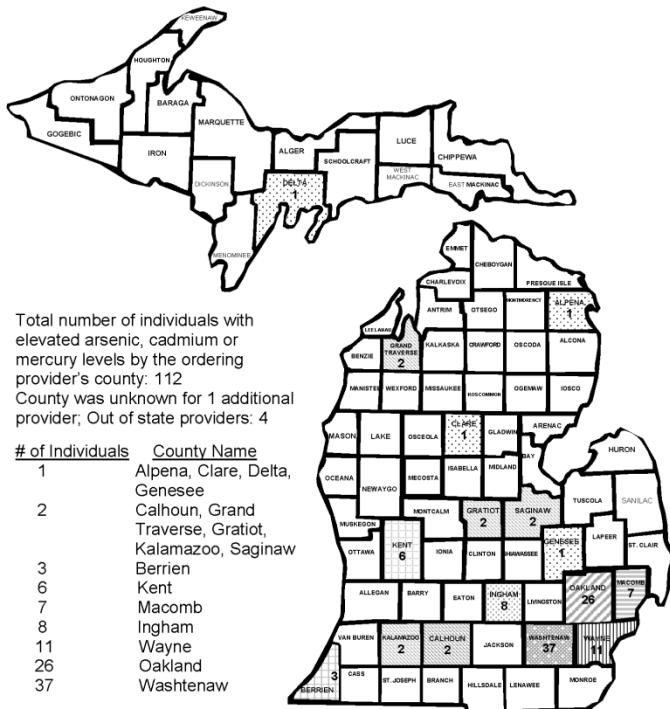 KEWEENAW
HOUGHTON
ONTONAGON
BARAGA
GOGEBIC
MARQUETTE
IRON
ALGER
LUCE
CHIPPEWA
SCHOOLCRAFT
WEST
MACKINAC
EAST MACKINAC
DICKINSON
DELTA
1
MENOMINEE
EMMET
CHEBOYGAN
PRESQUE ISLE
CHARLEVOIX
ANTRIM
OTSEGO
MONTMORENCY
ALPENA
1
LEELANAU
BENZIE
GRAND
TRAVERSE
2
KALKASKA
CRAWFORD
OSCODA
ALCONA
MANISTEE
WEXFORD
MISSAUKEE
ROSCOMMON
OGEMAW
IOSCO
MASON
LAKE
OSCEOLA
CLARE
1
GLADWIN
ARENAC
BAY
HURON
OCEANA
NEWAYGO
MECOSTA
ISABELLA
MIDLAND
TUSCOLA
SANILAC
MUSKEGON
MONTCALM
GRATIOT
2
SAGINAW
2
LAPEER
ST. CLAIR
OTTAWA
KENT
6
IONIA
CLINTON
SHIAWASSEE
GENESES
1
ALLEGAN
BARRY
EATON
INGHAM
8
LIVINGSTON
OAKLAND
26
MACOMB
7
VAN BUREN
KALAMAZOO
2
CALHOUN
2
JACKSON
WASHTENAW
37
WAYNE
11
3
BERRIEN
CASS
ST. JOSEPH
BRANCH
HILLSDALE
LENAWEE
MONROE
Total number of individuals with
elevated arsenic, cadmium or
mercury levels by the ordering
provider's county: 112
County was unknown for 1 additional
provider; Out of state providers: 4
# of Individuals County Name
1 Alpena, Clare, Delta,
Genesee
2 Calhoun, Grand
Traverse, Gratiot,
Kalamazoo, Saginaw
3 Berrien
6 Kent
7 Macomb
8 Ingham
11 Wayne
26 Oakland
37 Washtenaw